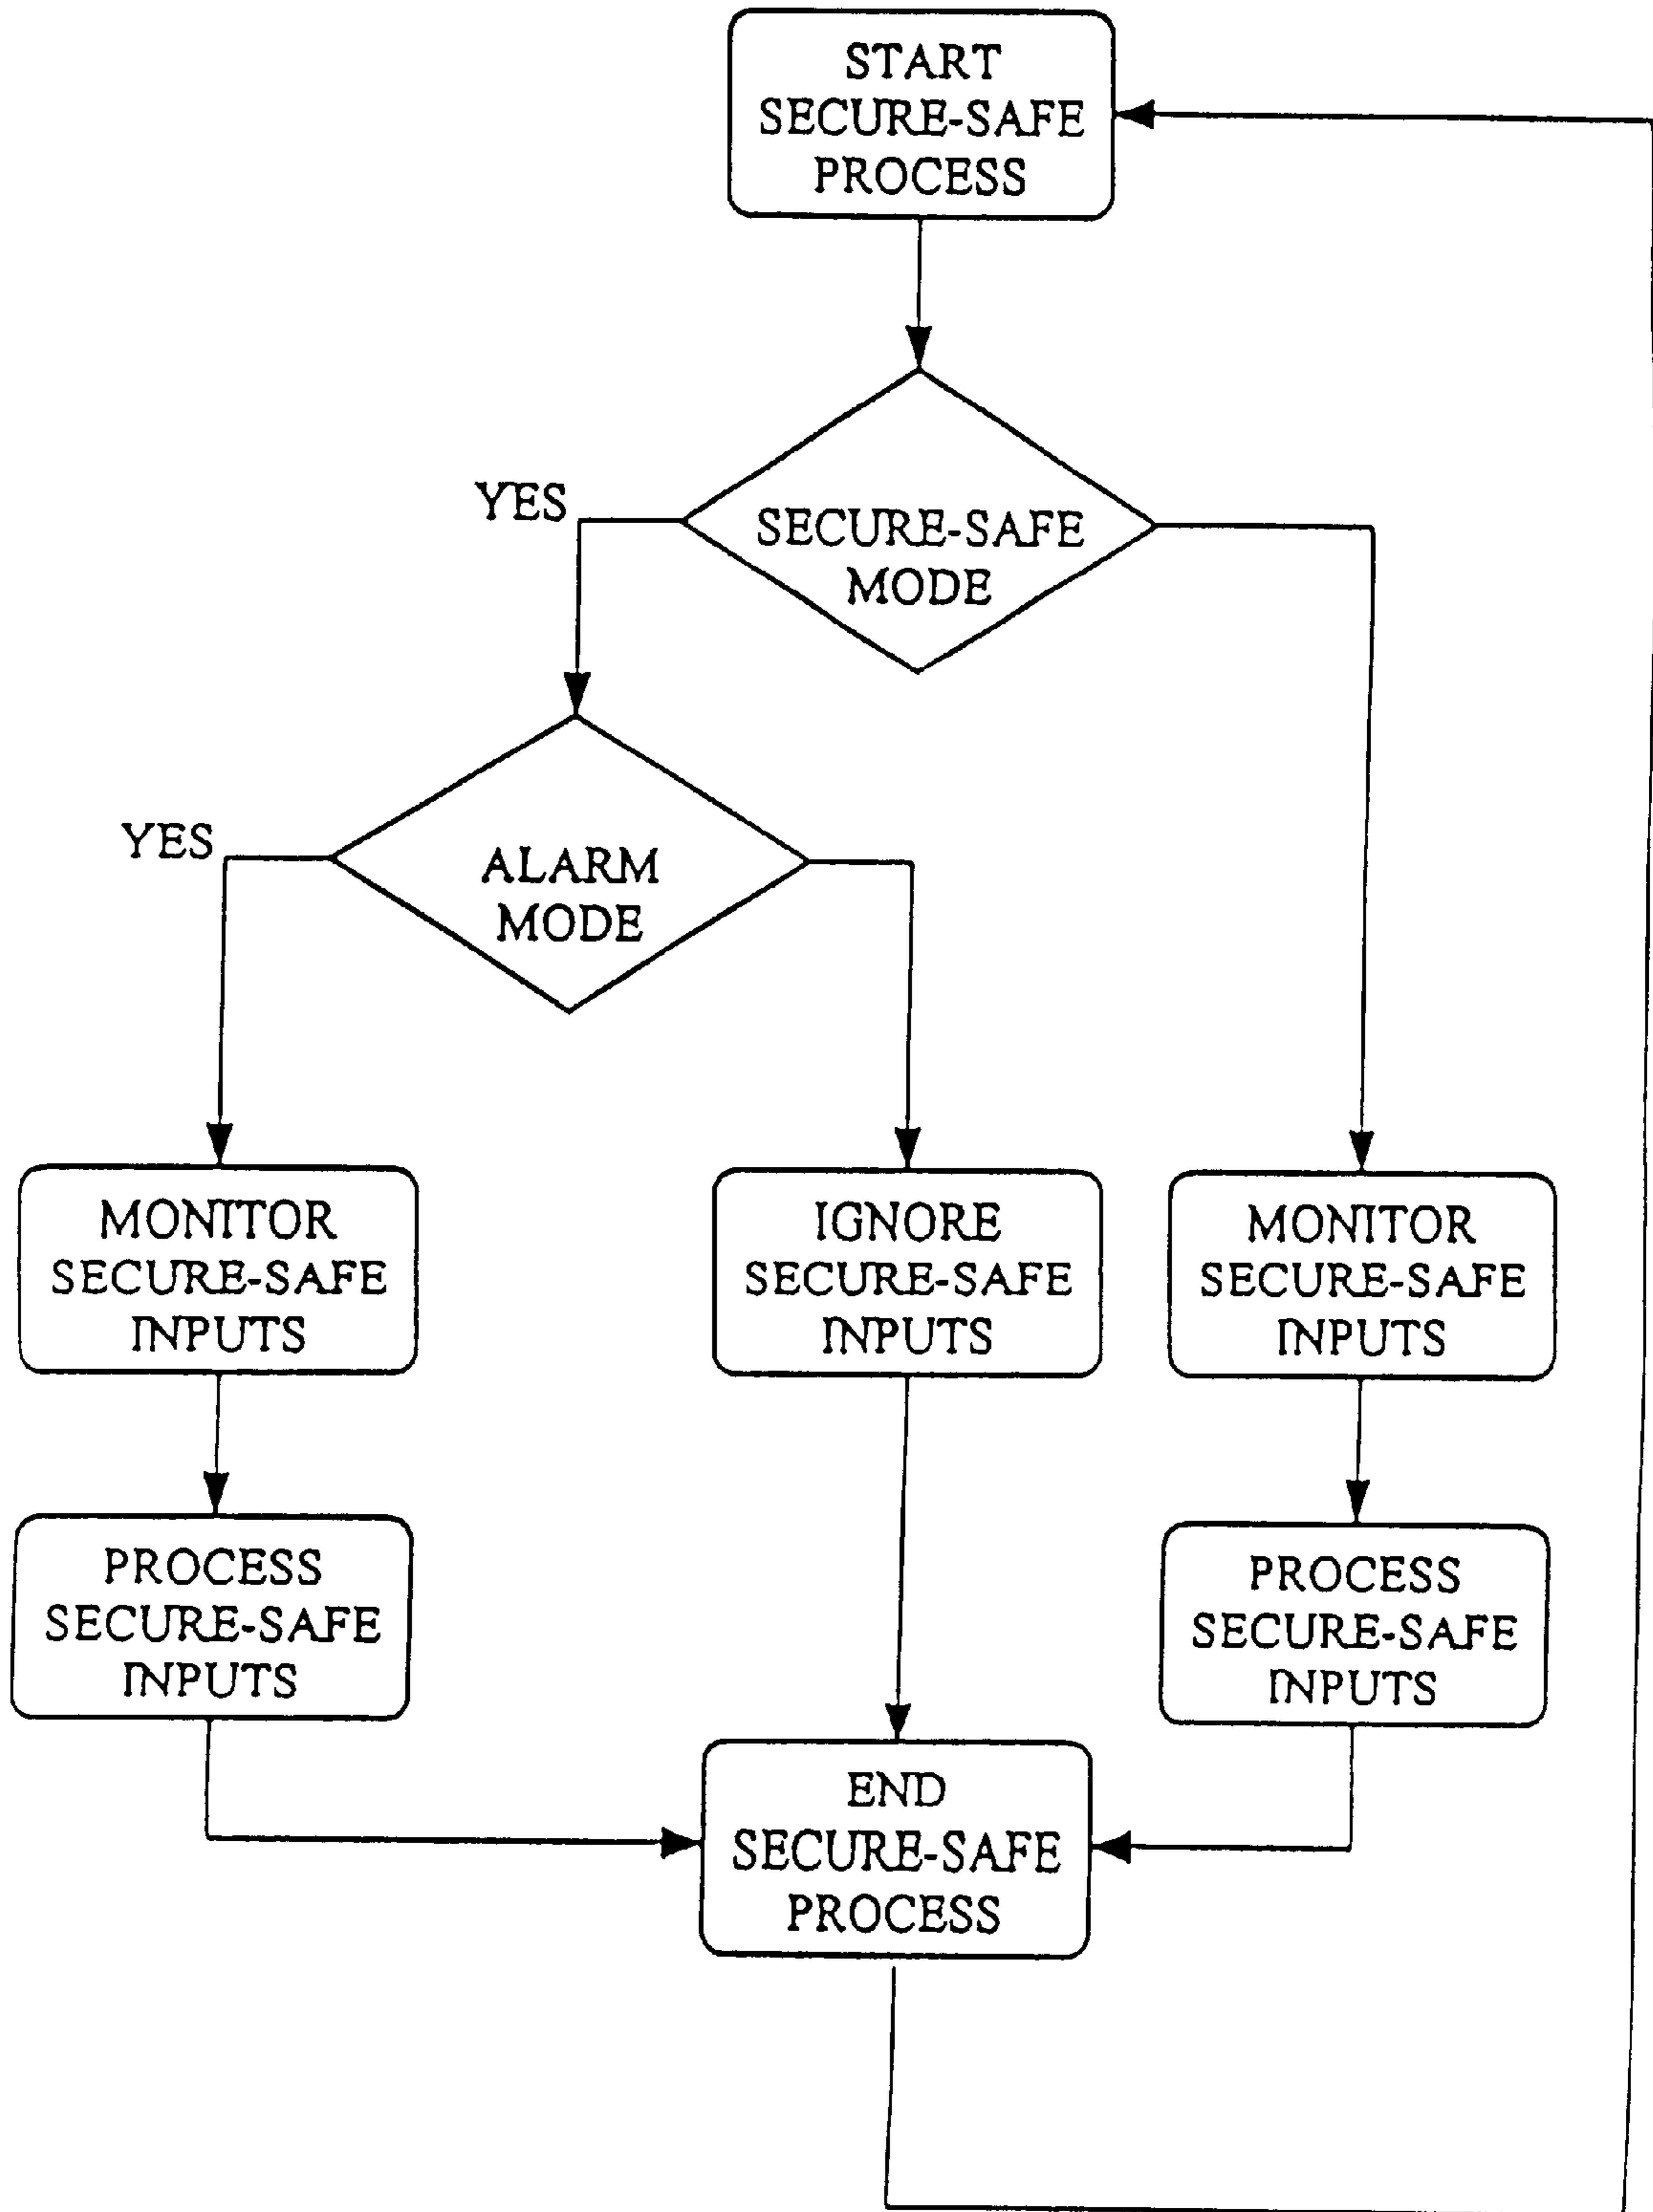 START
SECURE-SAFE
PROCESS
YES
SECURE-SAFE
MODE
YES
ALARM
MODE
MONITOR
SECURE-SAFE
INPUTS
IGNORE
SECURE-SAFE
INPUTS
MONITOR
SECURE-SAFE
INPUTS
PROCESS
SECURE-SAFE
INPUTS
PROCESS
SECURE-SAFE
INPUTS
END
SECURE-SAFE
PROCESS